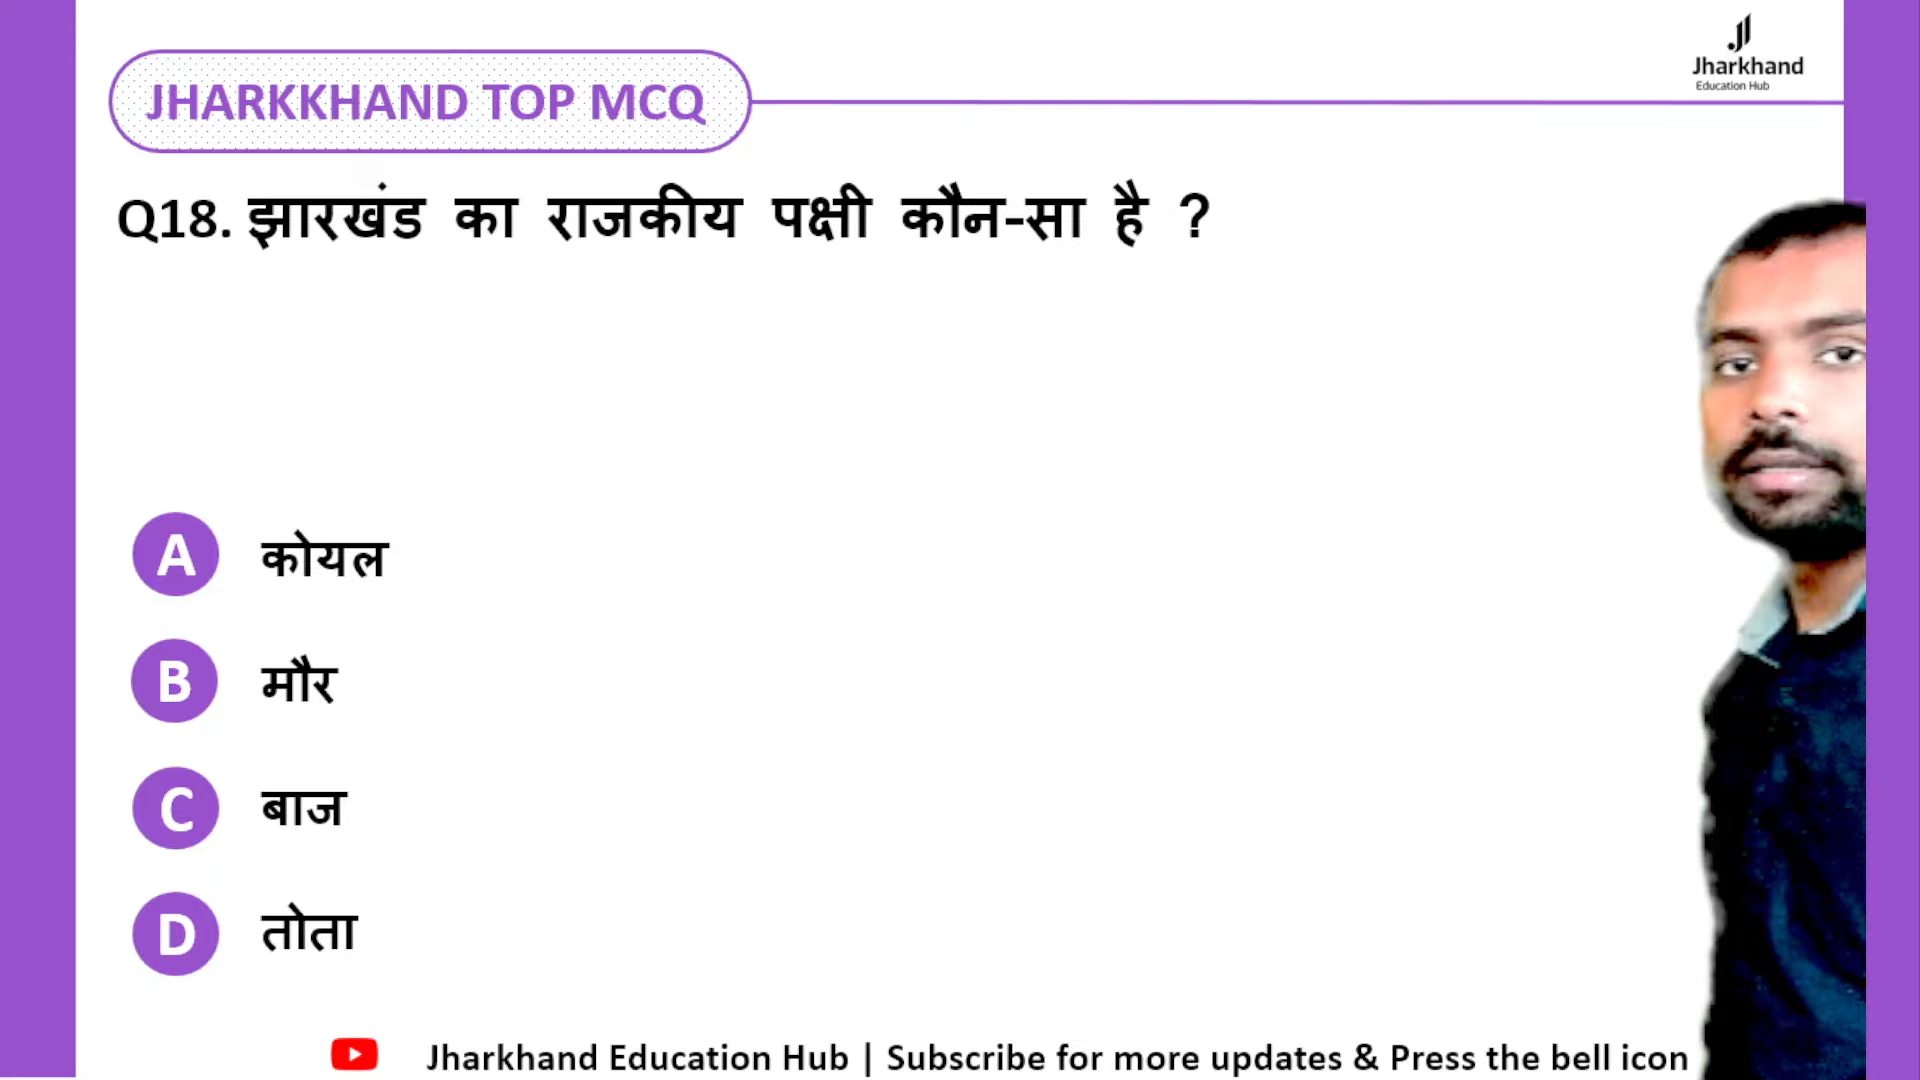 Jharkhand
Education Hub
JHARKKHAND TOP MCQ
Q18. झारखंड का राजकीय पक्षी कौन-सा है ?
A कोयल
B मौर
C बाज
D तोता
Jharkhand Education Hub | Subscribe for more updates & Press the bell icon